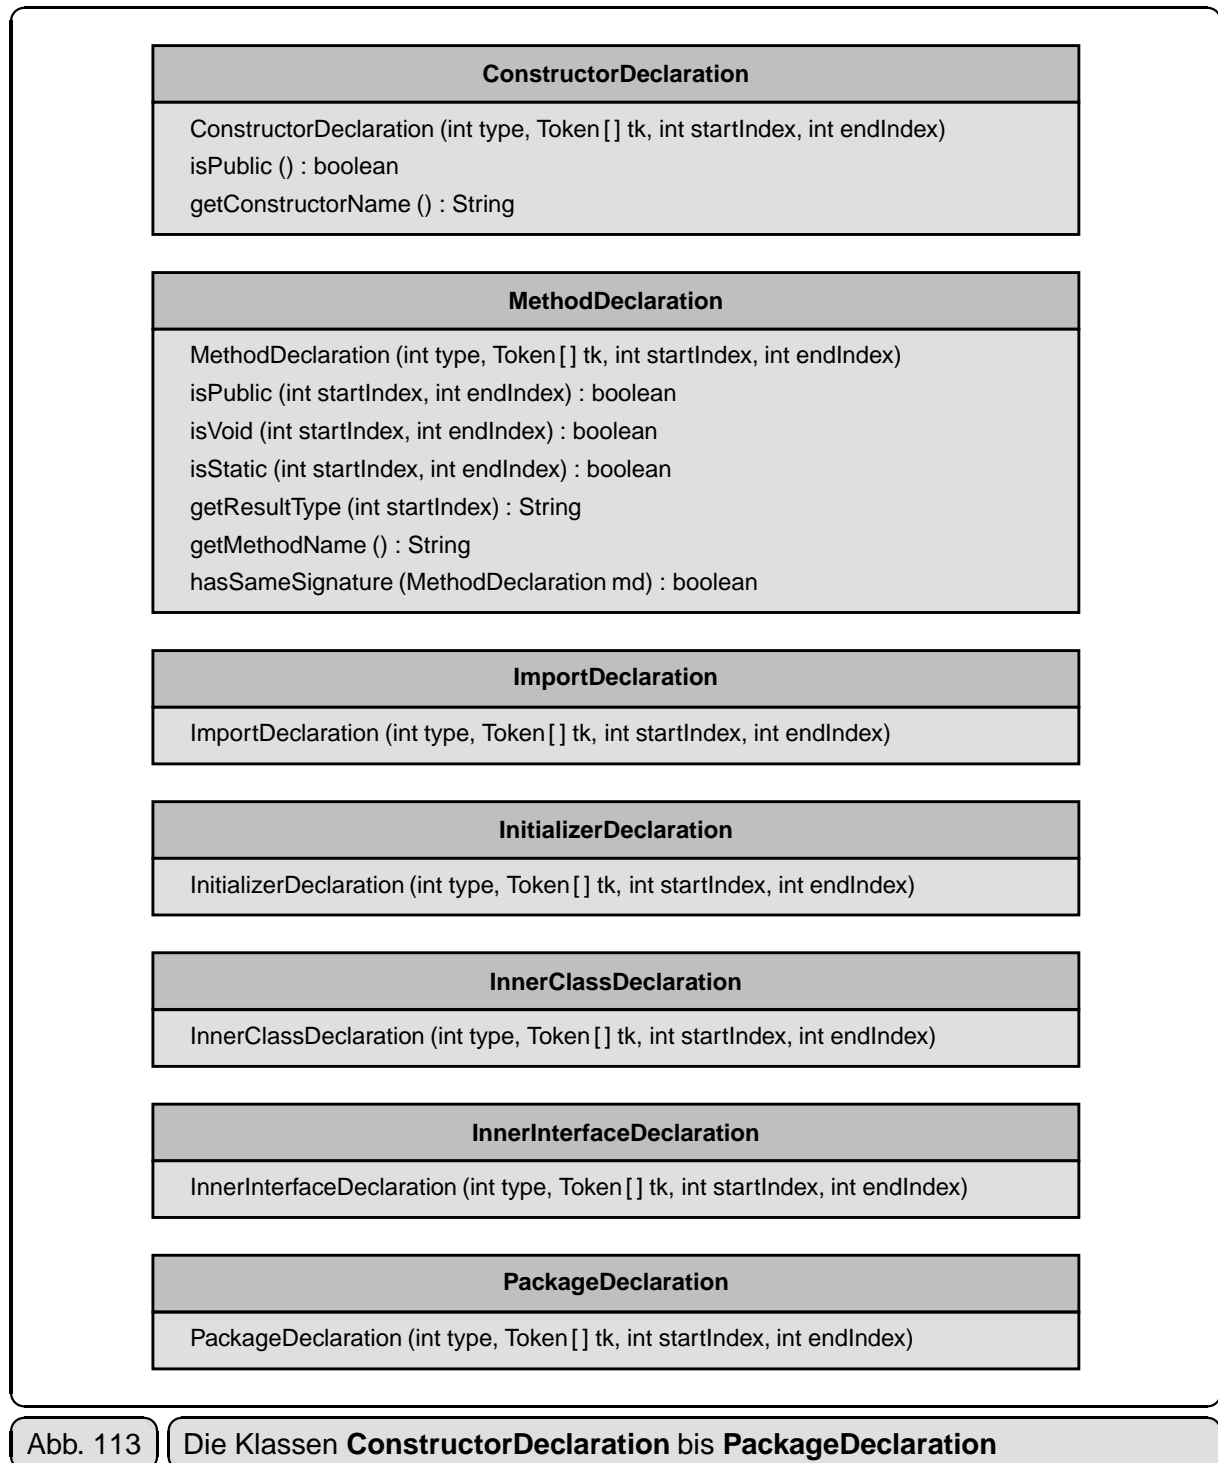 ConstructorDeclaration
ConstructorDeclaration (int type, Token[] tk, int startIndex, int endIndex)
isPublic () : boolean
getConstructorName () : String
MethodDeclaration
MethodDeclaration (int type, Token[] tk, int startIndex, int endIndex)
isPublic (int startIndex, int endIndex) : boolean
isVoid (int startIndex, int endIndex) : boolean
isStatic (int startIndex, int endIndex) : boolean
getResultType (int startIndex) : String
getMethodName () : String
hasSameSignature (MethodDeclaration md) : boolean
ImportDeclaration
ImportDeclaration (int type, Token[] tk, int startIndex, int endIndex)
InitializerDeclaration
InitializerDeclaration (int type, Token[] tk, int startIndex, int endIndex)
InnerClassDeclaration
InnerClassDeclaration (int type, Token[] tk, int startIndex, int endIndex)
InnerInterfaceDeclaration
InnerInterfaceDeclaration (int type, Token[] tk, int startIndex, int endIndex)
PackageDeclaration
PackageDeclaration (int type, Token[] tk, int startIndex, int endIndex)
Abb. 113 Die Klassen ConstructorDeclaration bis PackageDeclaration